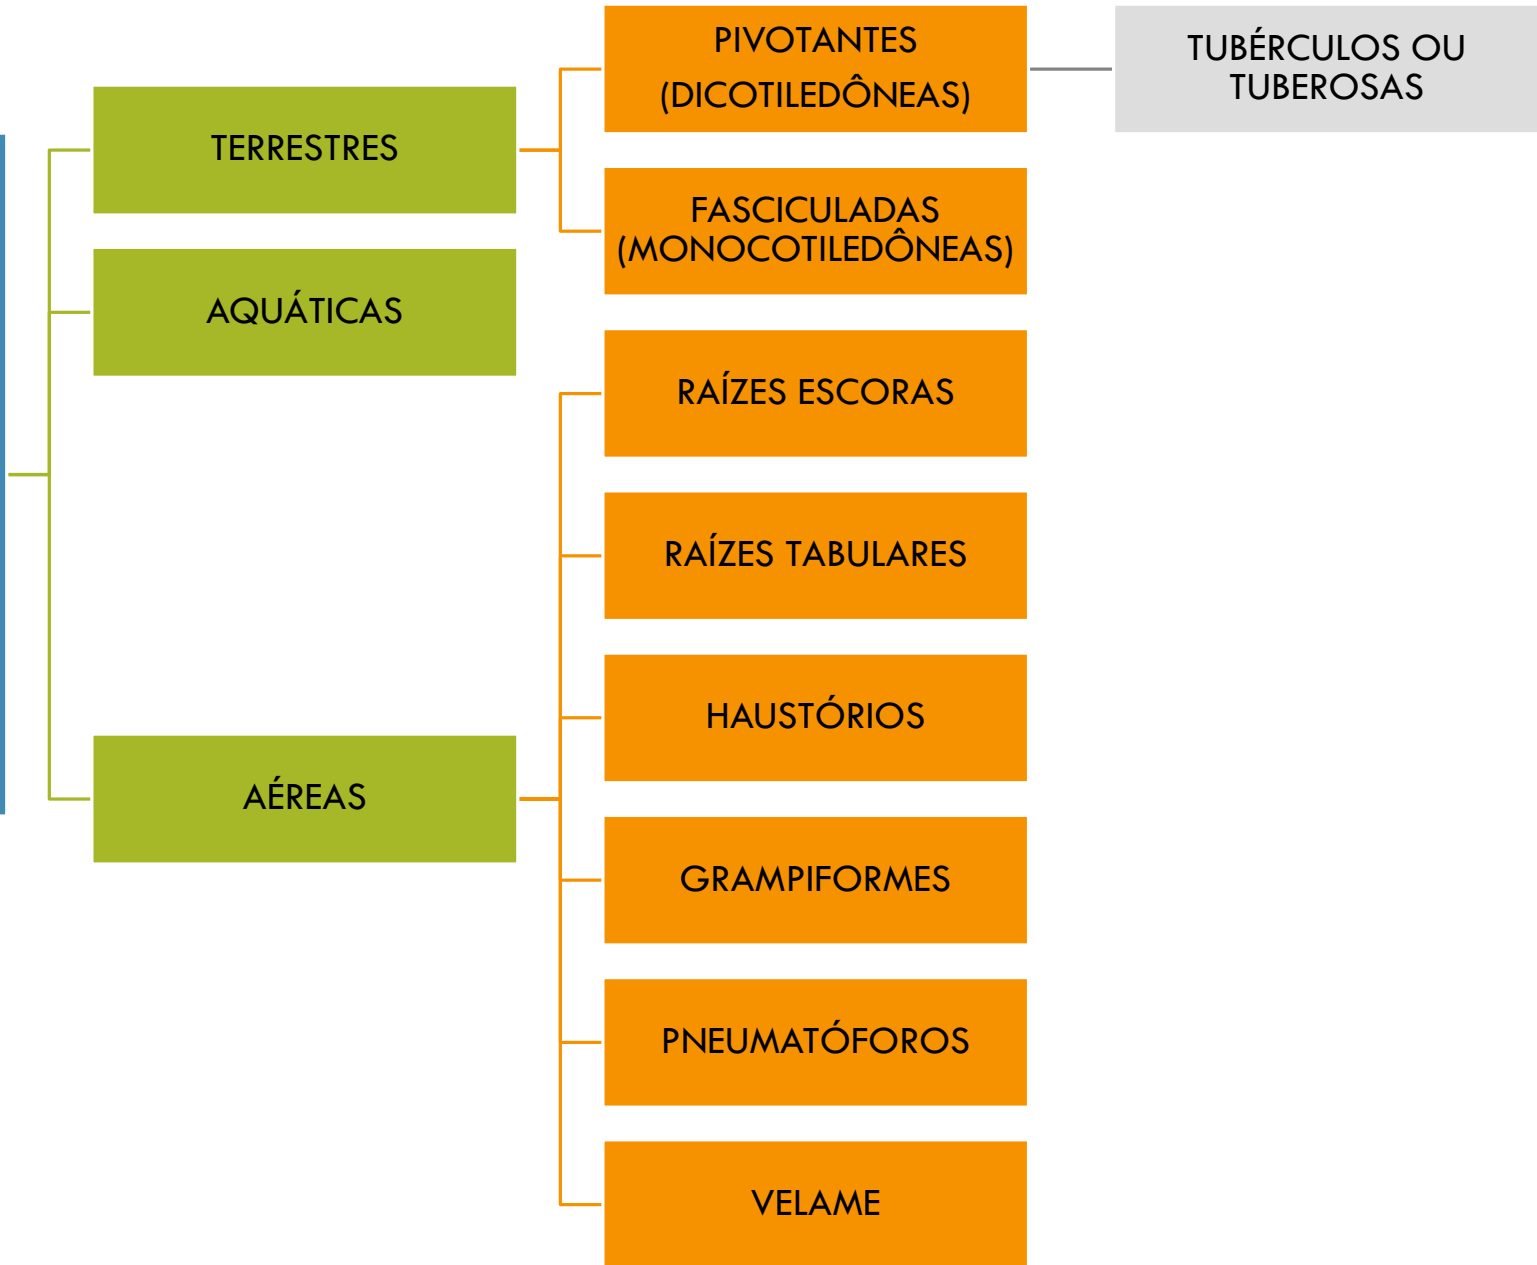 PIVOTANTES
(DICOTILEDÔNEAS)
TUBÉRCULOS OU
TUBEROSAS
TERRESTRES
FASCICULADAS
(MONOCOTILEDÔNEAS)
AQUÁTICAS
RAÍZES ESCORAS
RAÍZES TABULARES
HAUSTÓRIOS
AÉREAS
GRAMPIFORMES
PNEUMATÓFOROS
VELAME